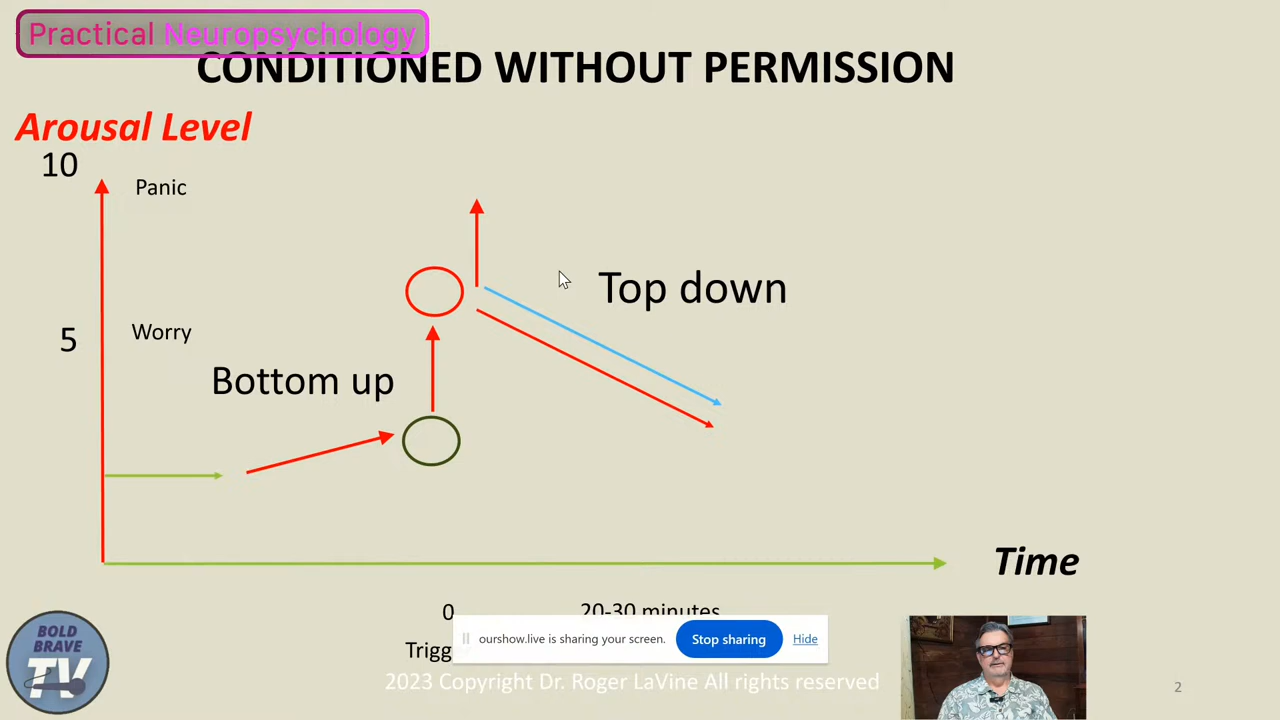 Practical Neuropsychology
CONDITIONED WITHOUT PERMISSION
Arousal Level
10
Panic
Top down
5
Worry
Bottom up
Time
0
20-30 minutes
ourshow.live is sharing your screen.
Stop sharing
Hide
BOLD
BRAVE
TV
2023 Copyright Dr. Roger LaVine All rights reserved
2